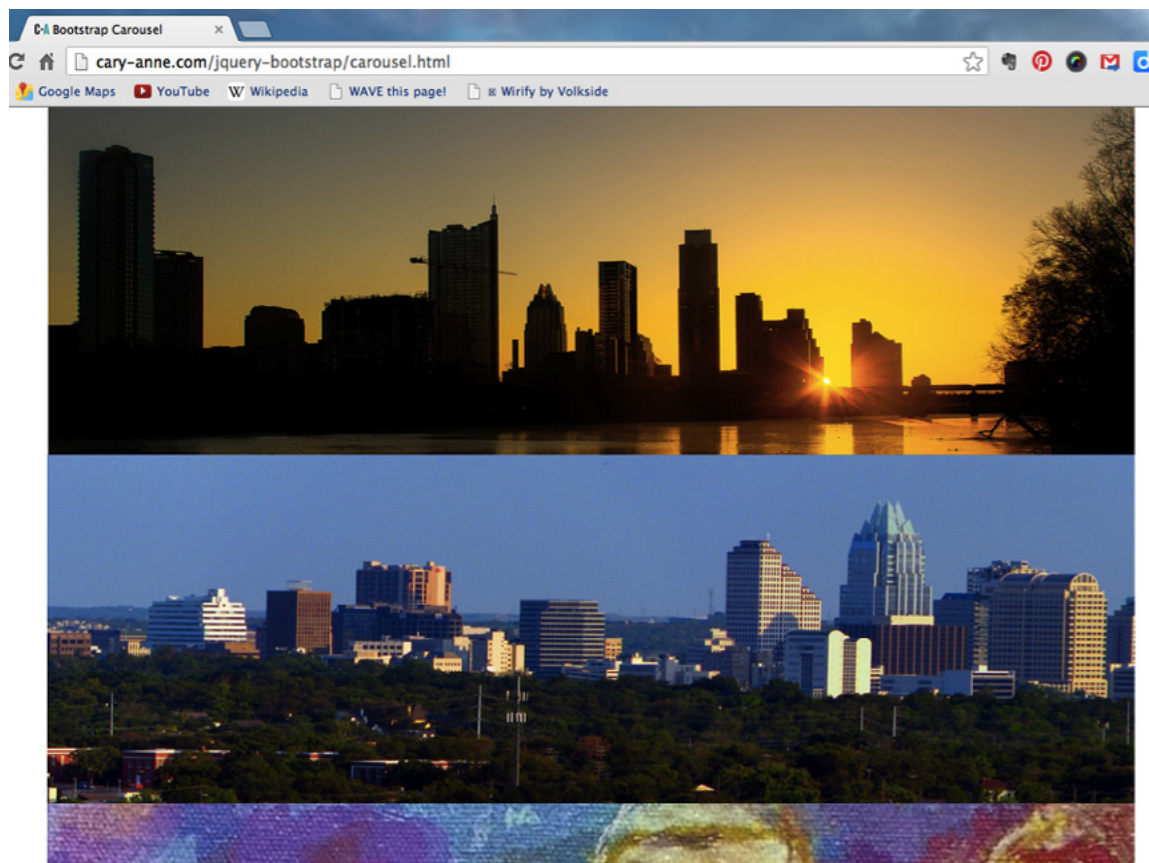 C-A Bootstrap Carousel
cary-anne.com/jquery-bootstrap/carousel.html
Google Maps YouTube W Wikipedia WAVE this page! Wirify by Volkside